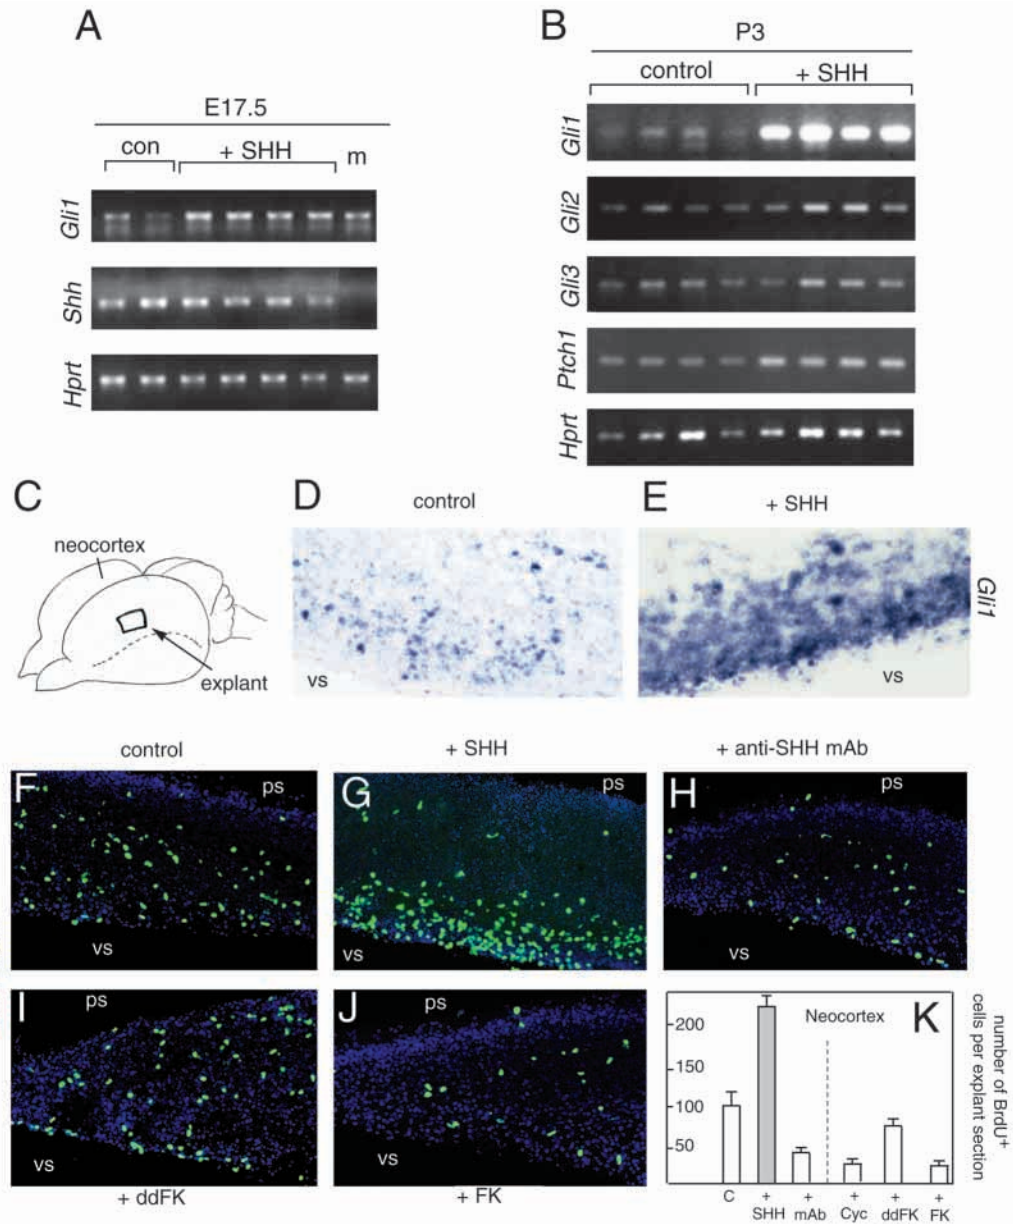 A
E17.5
con
+ SHH
m
Gli1
Shh
Hprt
B
P3
control
+ SHH
Gli1
Gli2
Gli3
Ptch1
Hprt
C
neocortex
explant
D
control
vs
E
+ SHH
vs
Gli1
control
+ SHH
+ anti-SHH mAb
F
ps
vs
G
ps
vs
H
ps
vs
I
ps
vs
+ ddFK
J
ps
vs
+ FK
K
Neocortex
200
150
100
50
C
+ SHH
+ mAb
+ Cyc
+ ddFK
+ FK
number of BrdU+
cells per explant section